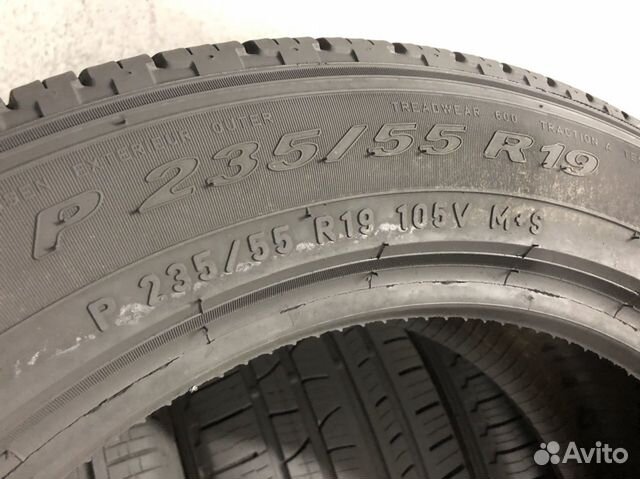 TREADWEAR 600 TRACTION A
EXTERIEUR OUTER
P 235/55 R19
P 235/55 R19 105V M+S
Avito